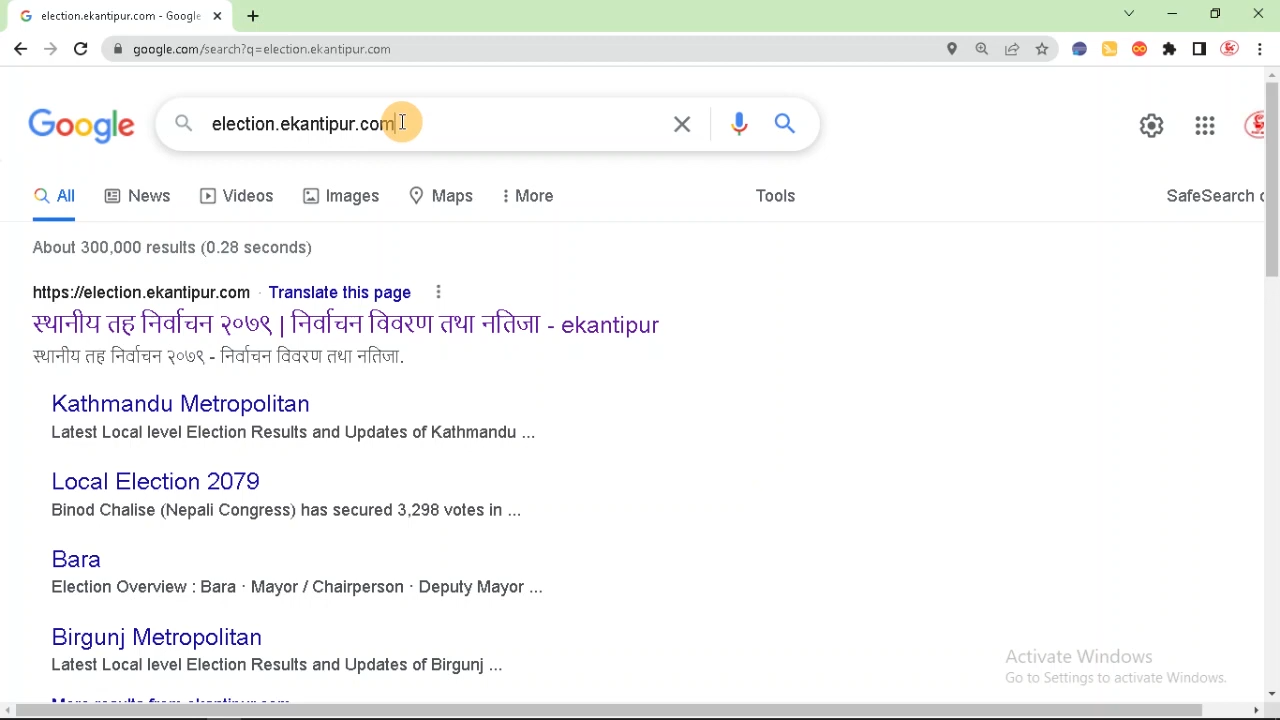 election.ekantipur.com - Google
google.com/search?q=election.ekantipur.com
Google
election.ekantipur.com
All
News
Videos
Images
Maps
More
Tools
SafeSearch
About 300,000 results (0.28 seconds)
https://election.ekantipur.com · Translate this page
स्थानीय तह निर्वाचन २०७९ | निर्वाचन विवरण तथा नतिजा - ekantipur
स्थानीय तह निर्वाचन २०७९ - निर्वाचन विवरण तथा नतिजा.
Kathmandu Metropolitan
Latest Local level Election Results and Updates of Kathmandu ...
Local Election 2079
Binod Chalise (Nepali Congress) has secured 3,298 votes in ...
Bara
Election Overview : Bara · Mayor / Chairperson · Deputy Mayor ...
Birgunj Metropolitan
Latest Local level Election Results and Updates of Birgunj ...
More results from ekantipur.com
Activate Windows
Go to Settings to activate Windows.